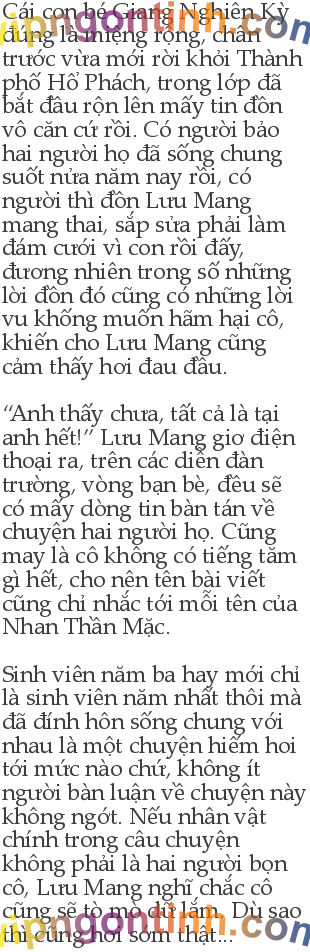 Cái con bé Giang Nghiên Kỳ
đúng là miệng rộng, chân
trước vừa mới rời khỏi Thành
phố Hổ Phách, trong lớp đã
bắt đầu rộn lên mấy tin đồn
vô căn cứ rồi. Có người bảo
hai người họ đã sống chung
suốt nửa năm nay rồi, có
người thì đồn Lưu Mang
mang thai, sắp sửa phải làm
đám cưới vì con rồi đấy,
đương nhiên trong số những
lời đồn đó cũng có những lời
vu khống muốn hãm hại cô,
khiến cho Lưu Mang cũng
cảm thấy hơi đau đầu.
“Anh thấy chưa, tất cả là tại
anh hết!” Lưu Mang giơ điện
thoại ra, trên các diễn đàn
trường, vòng bạn bè, đều sẽ
có mấy dòng tin bàn tán về
chuyện hai người họ. Cũng
may là cô không có tiếng tăm
gì hết, cho nên tên bài viết
cũng chỉ nhắc tới mỗi tên của
Nhan Thần Mặc.
Sinh viên năm ba hay mới chỉ
là sinh viên năm nhất thôi mà
đã đính hôn sống chung với
nhau là một chuyện hiếm hoi
tới mức nào chứ, không ít
người bàn luận về chuyện này
không ngớt. Nếu nhân vật
chính trong câu chuyện
không phải là hai người bọn
cô, Lưu Mang nghĩ chắc cô
cũng sẽ tò mò dữ lắm. Dù sao
thì cũng hơi sớm thật...
vipngontinh.com
vipngontinh.com